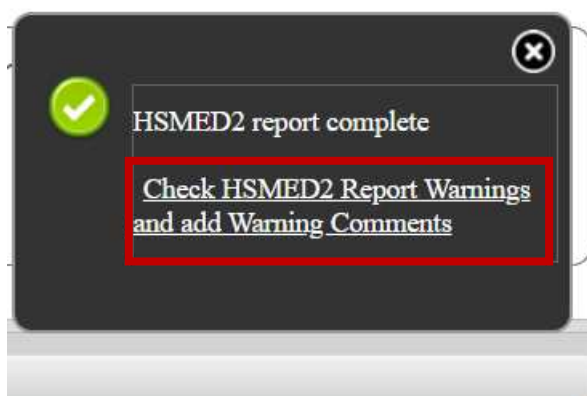 HSMED2 report complete
Check HSMED2 Report Warnings
and add Warning Comments